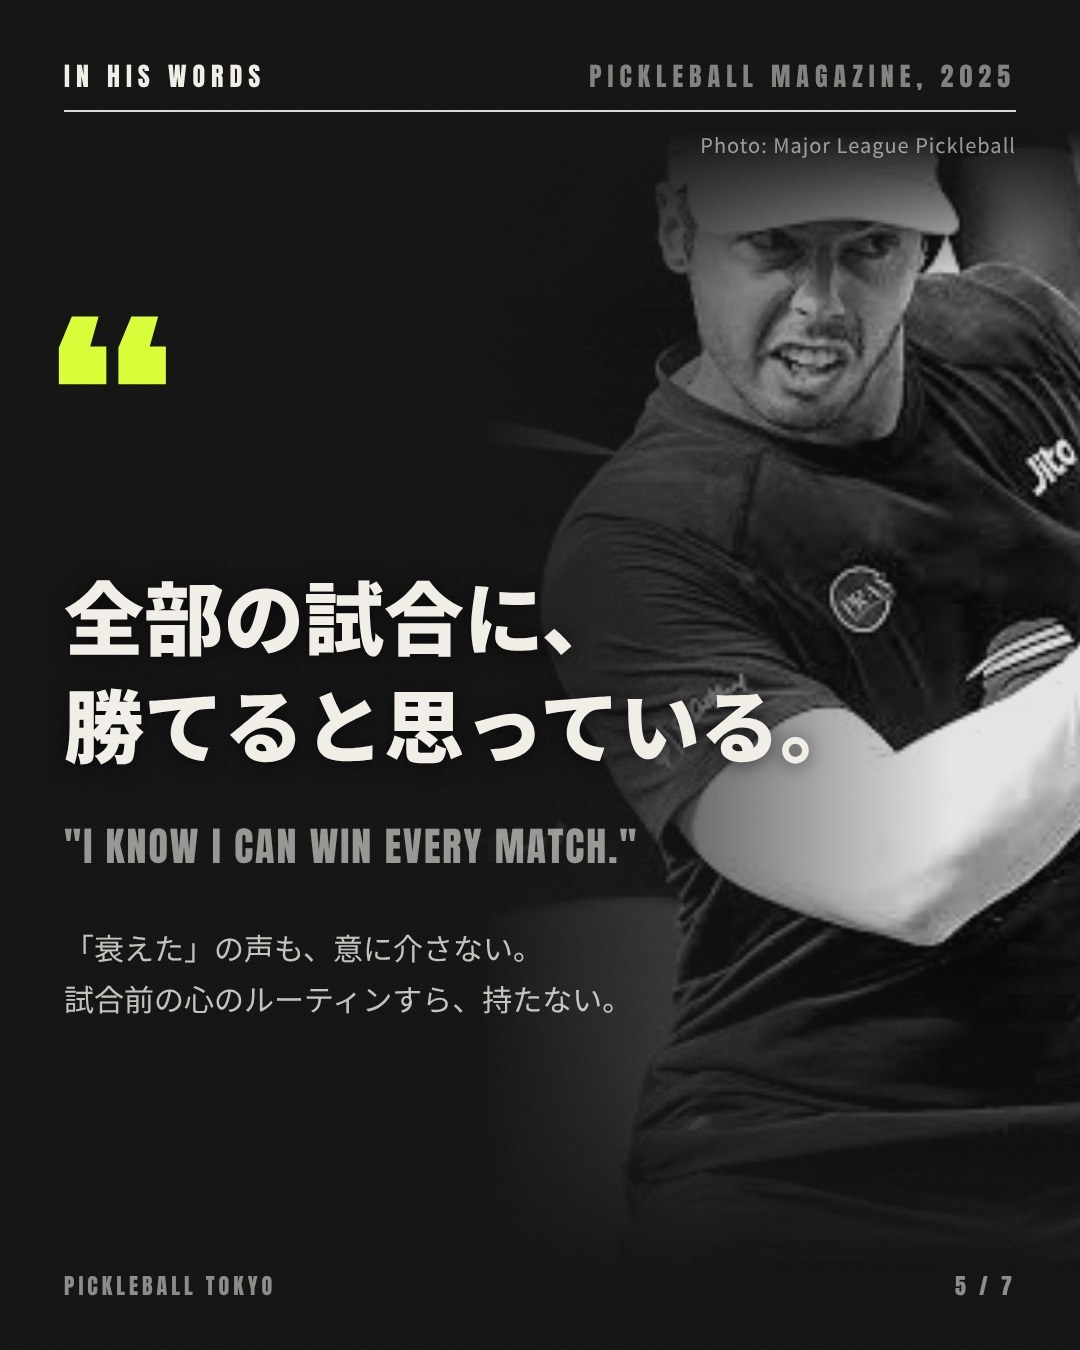 IN HIS WORDS
PICKLEBALL MAGAZINE, 2025
Photo: Major League Pickleball
Jito
全部の試合に、
勝てると思っている。
"I KNOW I CAN WIN EVERY MATCH."
「衰えた」の声も、意に介さない。
試合前の心のルーティンすら、持たない。
PICKLEBALL TOKYO
5 / 7